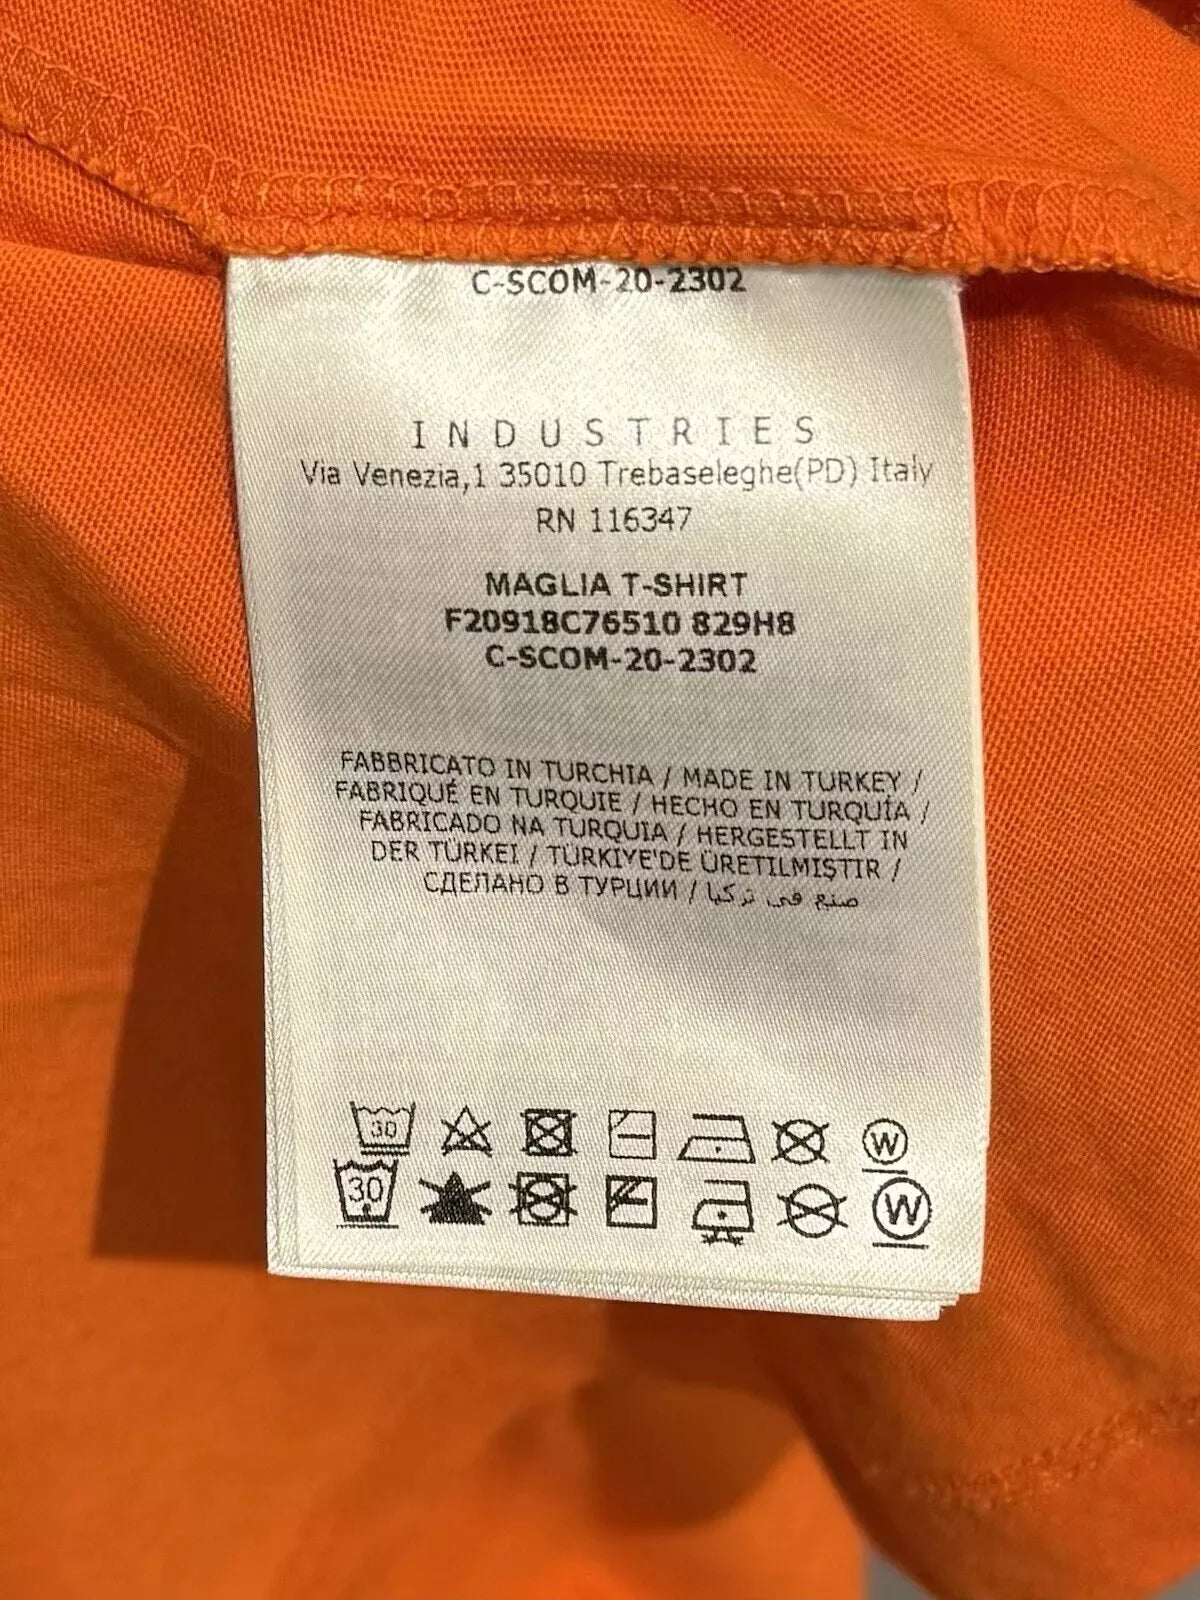 C-SCOM-20-2302
INDUSTRIES
Via Venezia,1 35010 Trebaseleghe(PD) Italy
RN 116347
MAGLIA T-SHIRT
F20918C76510 829H8
C-SCOM-20-2302
FABBRICATO IN TURCHIA / MADE IN TURKEY /
FABRIQUÉ EN TURQUIE / HECHO EN TURQUÍA /
FABRICADO NA TURQUIA / HERGESTELLT IN
DER TÜRKEI / TÜRKIYE'DE ÜRETILMIŞTIR /
СДЕЛАНО В ТУРЦИИ / صنع في تركيا
30 W
30 W